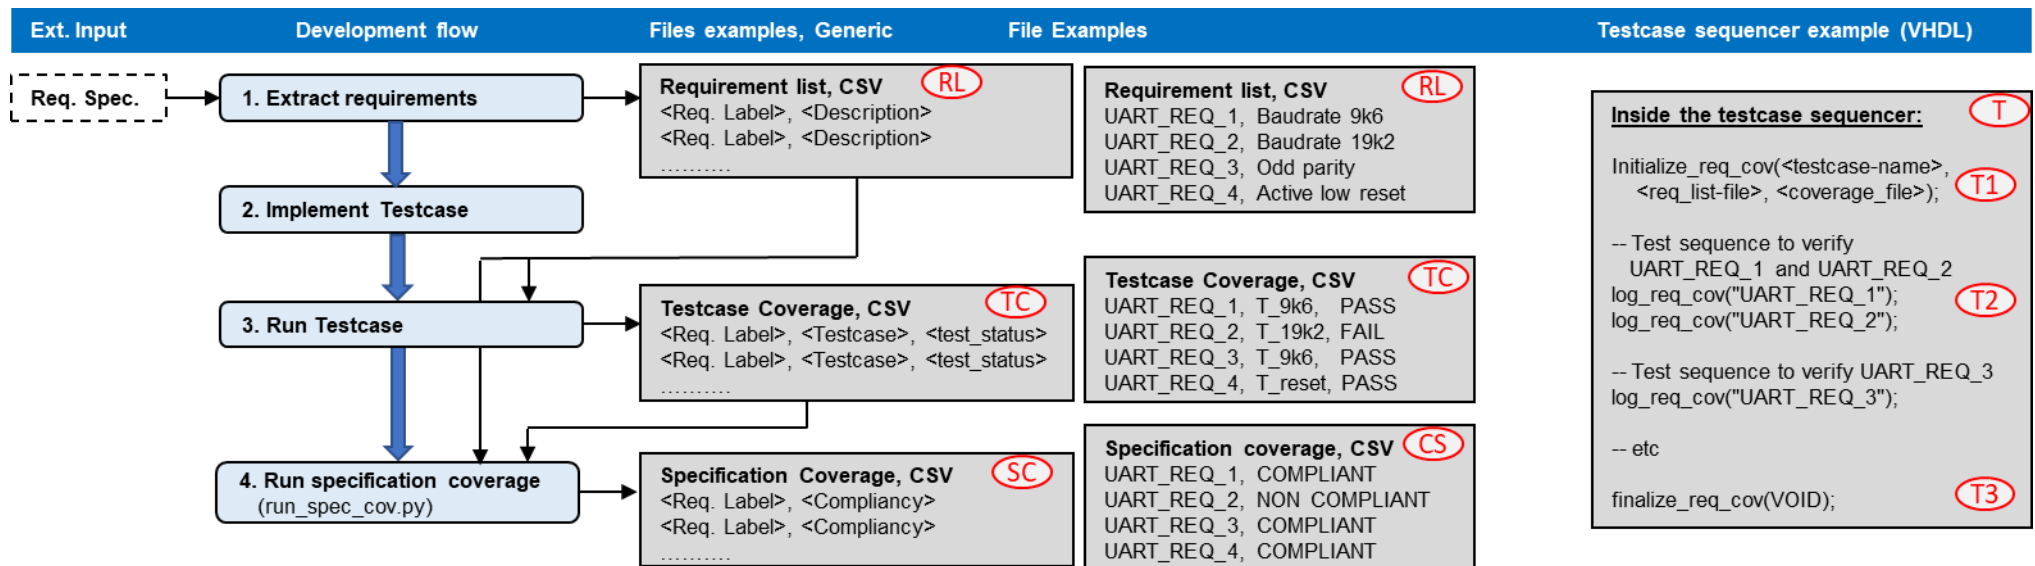 Ext. Input
Development flow
Files examples, Generic
File Examples
Testcase sequencer example (VHDL)
Req. Spec.
1. Extract requirements
2. Implement Testcase
3. Run Testcase
4. Run specification coverage
(run_spec_cov.py)
Requirement list, CSV
RL
<Req. Label>, <Description>
<Req. Label>, <Description>
..........
Testcase Coverage, CSV
TC
<Req. Label>, <Testcase>, <test_status>
<Req. Label>, <Testcase>, <test_status>
..........
Specification Coverage, CSV
SC
<Req. Label>, <Compliancy>
<Req. Label>, <Compliancy>
..........
Requirement list, CSV
RL
UART_REQ_1, Baudrate 9k6
UART_REQ_2, Baudrate 19k2
UART_REQ_3, Odd parity
UART_REQ_4, Active low reset
Testcase Coverage, CSV
TC
UART_REQ_1, T_9k6, PASS
UART_REQ_2, T_19k2, FAIL
UART_REQ_3, T_9k6, PASS
UART_REQ_4, T_reset, PASS
Specification coverage, CSV
CS
UART_REQ_1, COMPLIANT
UART_REQ_2, NON COMPLIANT
UART_REQ_3, COMPLIANT
UART_REQ_4, COMPLIANT
Inside the testcase sequencer:
T
Initialize_req_cov(<testcase-name>,
<req_list-file>, <coverage_file>);
T1
-- Test sequence to verify
UART_REQ_1 and UART_REQ_2
log_req_cov("UART_REQ_1");
T2
log_req_cov("UART_REQ_2");
-- Test sequence to verify UART_REQ_3
log_req_cov("UART_REQ_3");
-- etc
finalize_req_cov(VOID);
T3